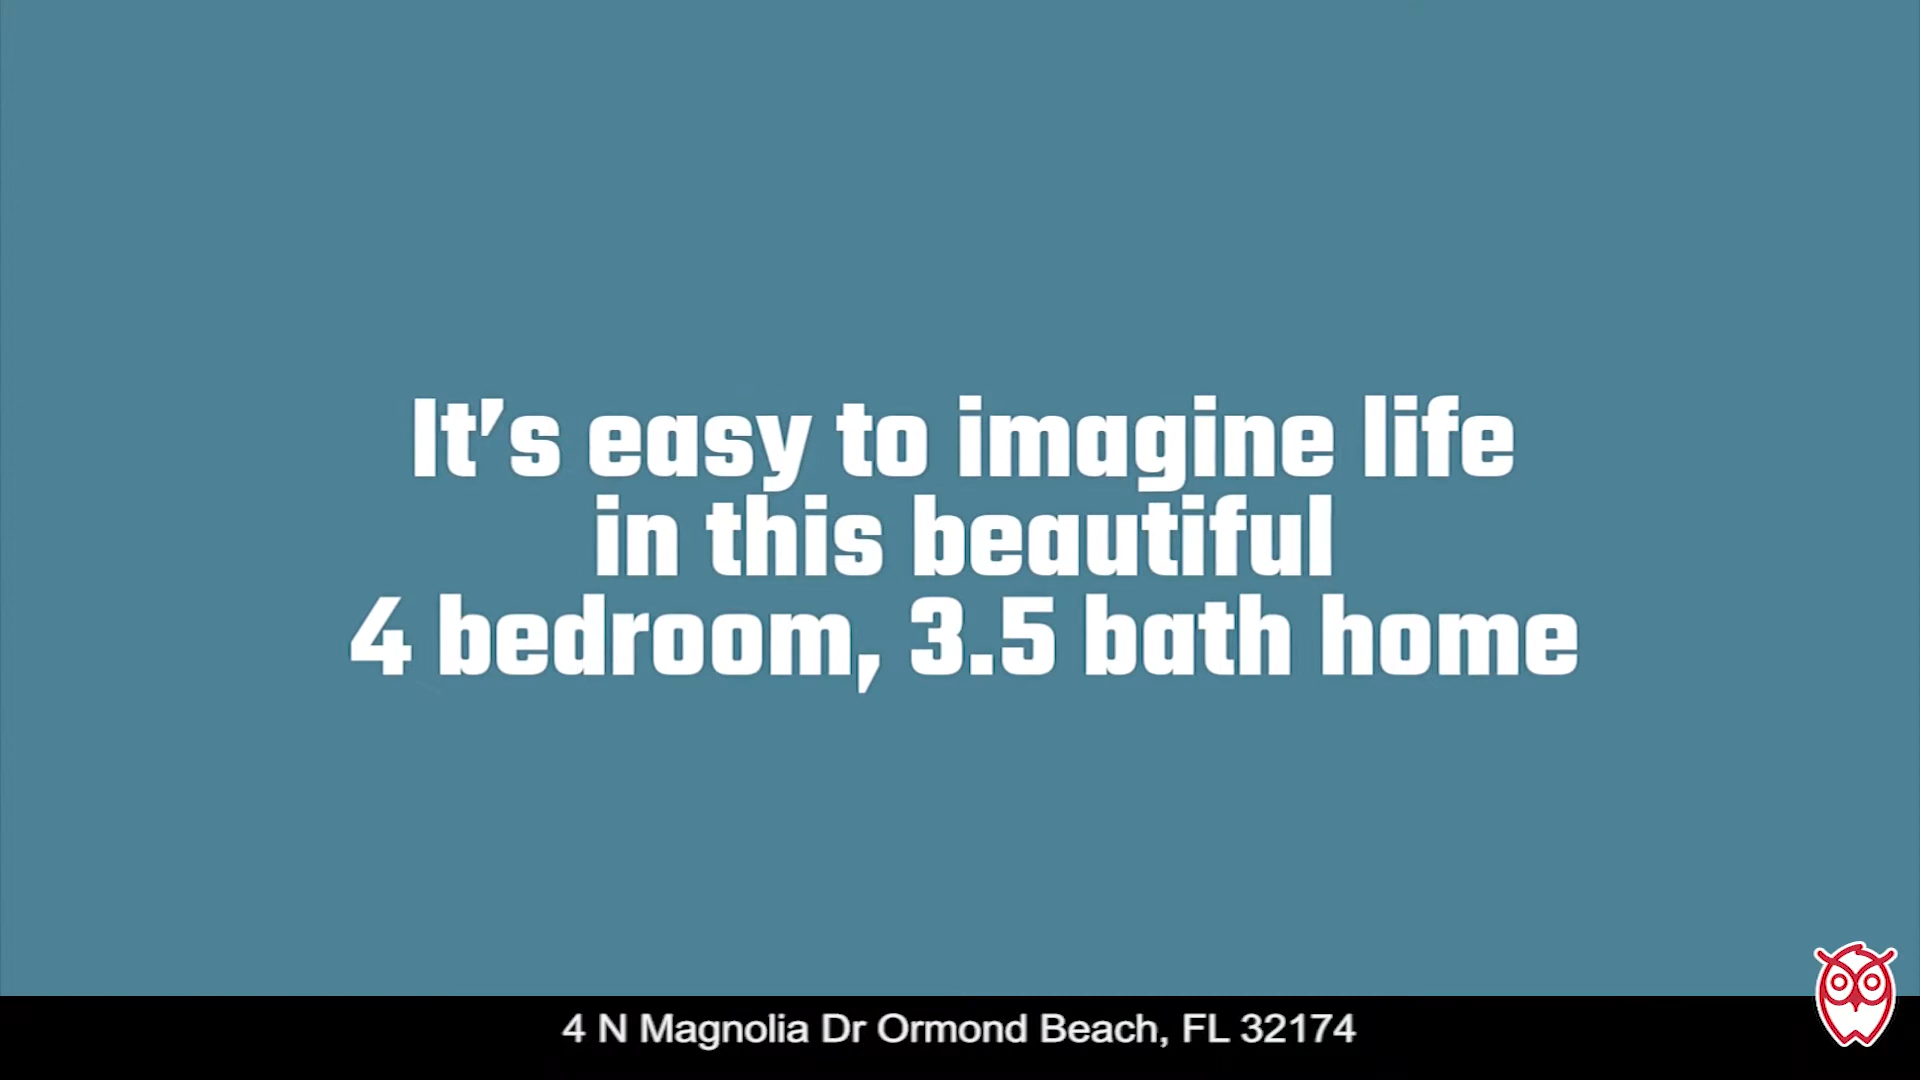 It's easy to imagine life
in this beautiful
4 bedroom, 3.5 bath home
4 N Magnolia Dr Ormond Beach, FL 32174